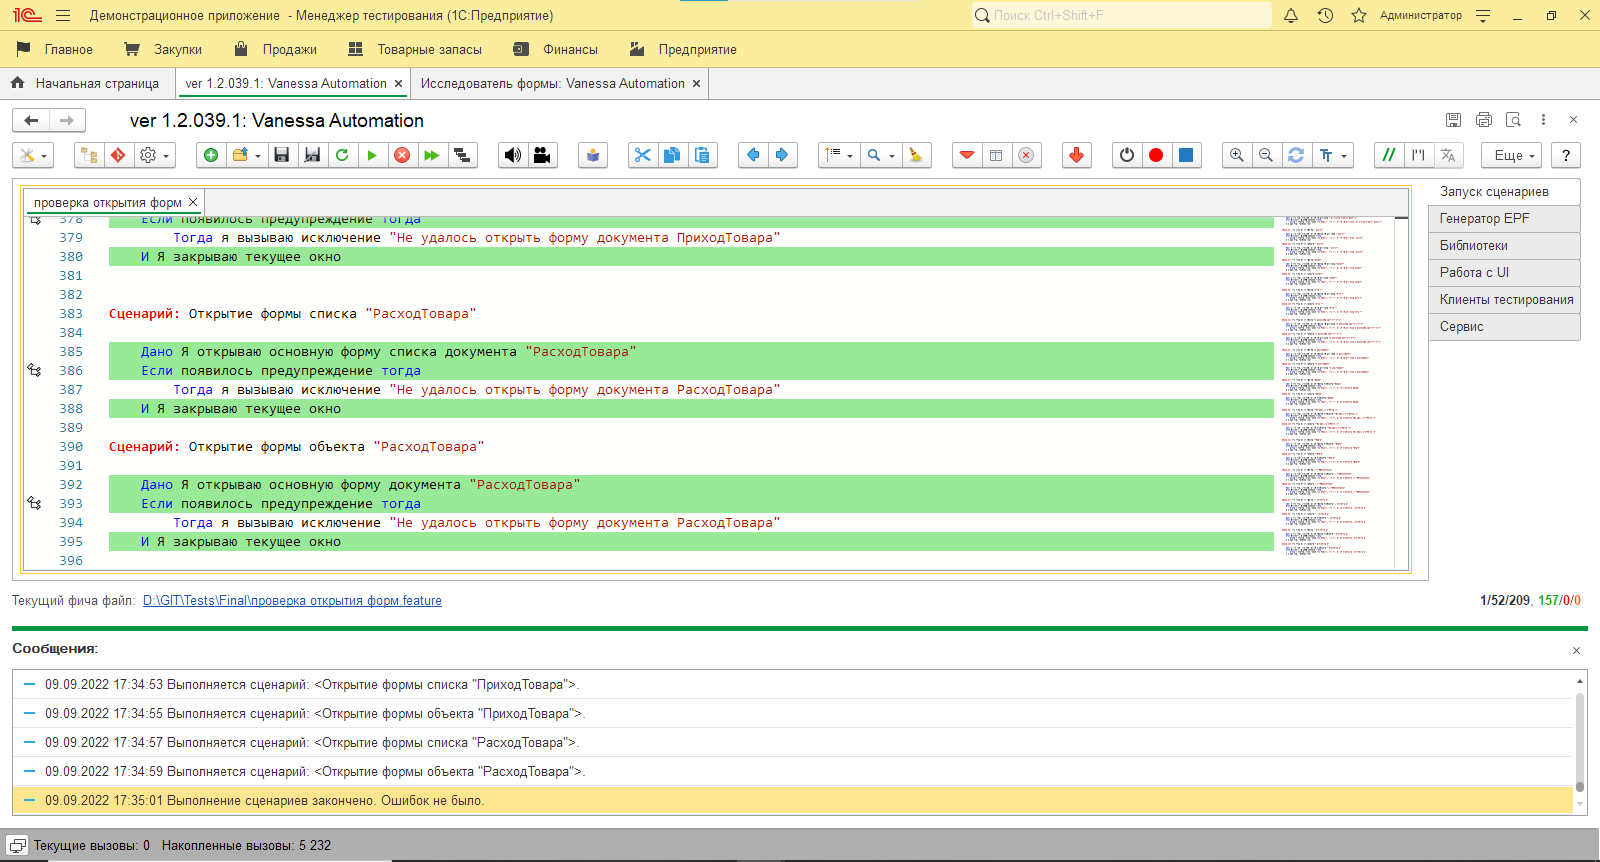 Демонстрационное приложение - Менеджер тестирования (1С:Предприятие)
Поиск Ctrl+Shift+F
Администратор
Главное Закупки Продажи Товарные запасы Финансы Предприятие
Начальная страница
ver 1.2.039.1: Vanessa Automation
Исследователь формы: Vanessa Automation
ver 1.2.039.1: Vanessa Automation
Еще
?
проверка открытия форм
378 Если появилось предупреждение тогда
379 Тогда я вызываю исключение "Не удалось открыть форму документа ПриходТовара"
380 И Я закрываю текущее окно
381
382
383 Сценарий: Открытие формы списка "РасходТовара"
384
385 Дано Я открываю основную форму списка документа "РасходТовара"
386 Если появилось предупреждение тогда
387 Тогда я вызываю исключение "Не удалось открыть форму документа РасходТовара"
388 И Я закрываю текущее окно
389
390 Сценарий: Открытие формы объекта "РасходТовара"
391
392 Дано Я открываю основную форму документа "РасходТовара"
393 Если появилось предупреждение тогда
394 Тогда я вызываю исключение "Не удалось открыть форму документа РасходТовара"
395 И Я закрываю текущее окно
396
Запуск сценариев
Генератор EPF
Библиотеки
Работа с UI
Клиенты тестирования
Сервис
Текущий фича файл: D:\GIT\Tests\Final\проверка открытия форм.feature
1/52/209, 157/0/0
Сообщения:
09.09.2022 17:34:53 Выполняется сценарий: <Открытие формы списка "ПриходТовара">.
09.09.2022 17:34:55 Выполняется сценарий: <Открытие формы объекта "ПриходТовара">.
09.09.2022 17:34:57 Выполняется сценарий: <Открытие формы списка "РасходТовара">.
09.09.2022 17:34:59 Выполняется сценарий: <Открытие формы объекта "РасходТовара">.
09.09.2022 17:35:01 Выполнение сценариев закончено. Ошибок не было.
Текущие вызовы: 0 Накопленные вызовы: 5 232